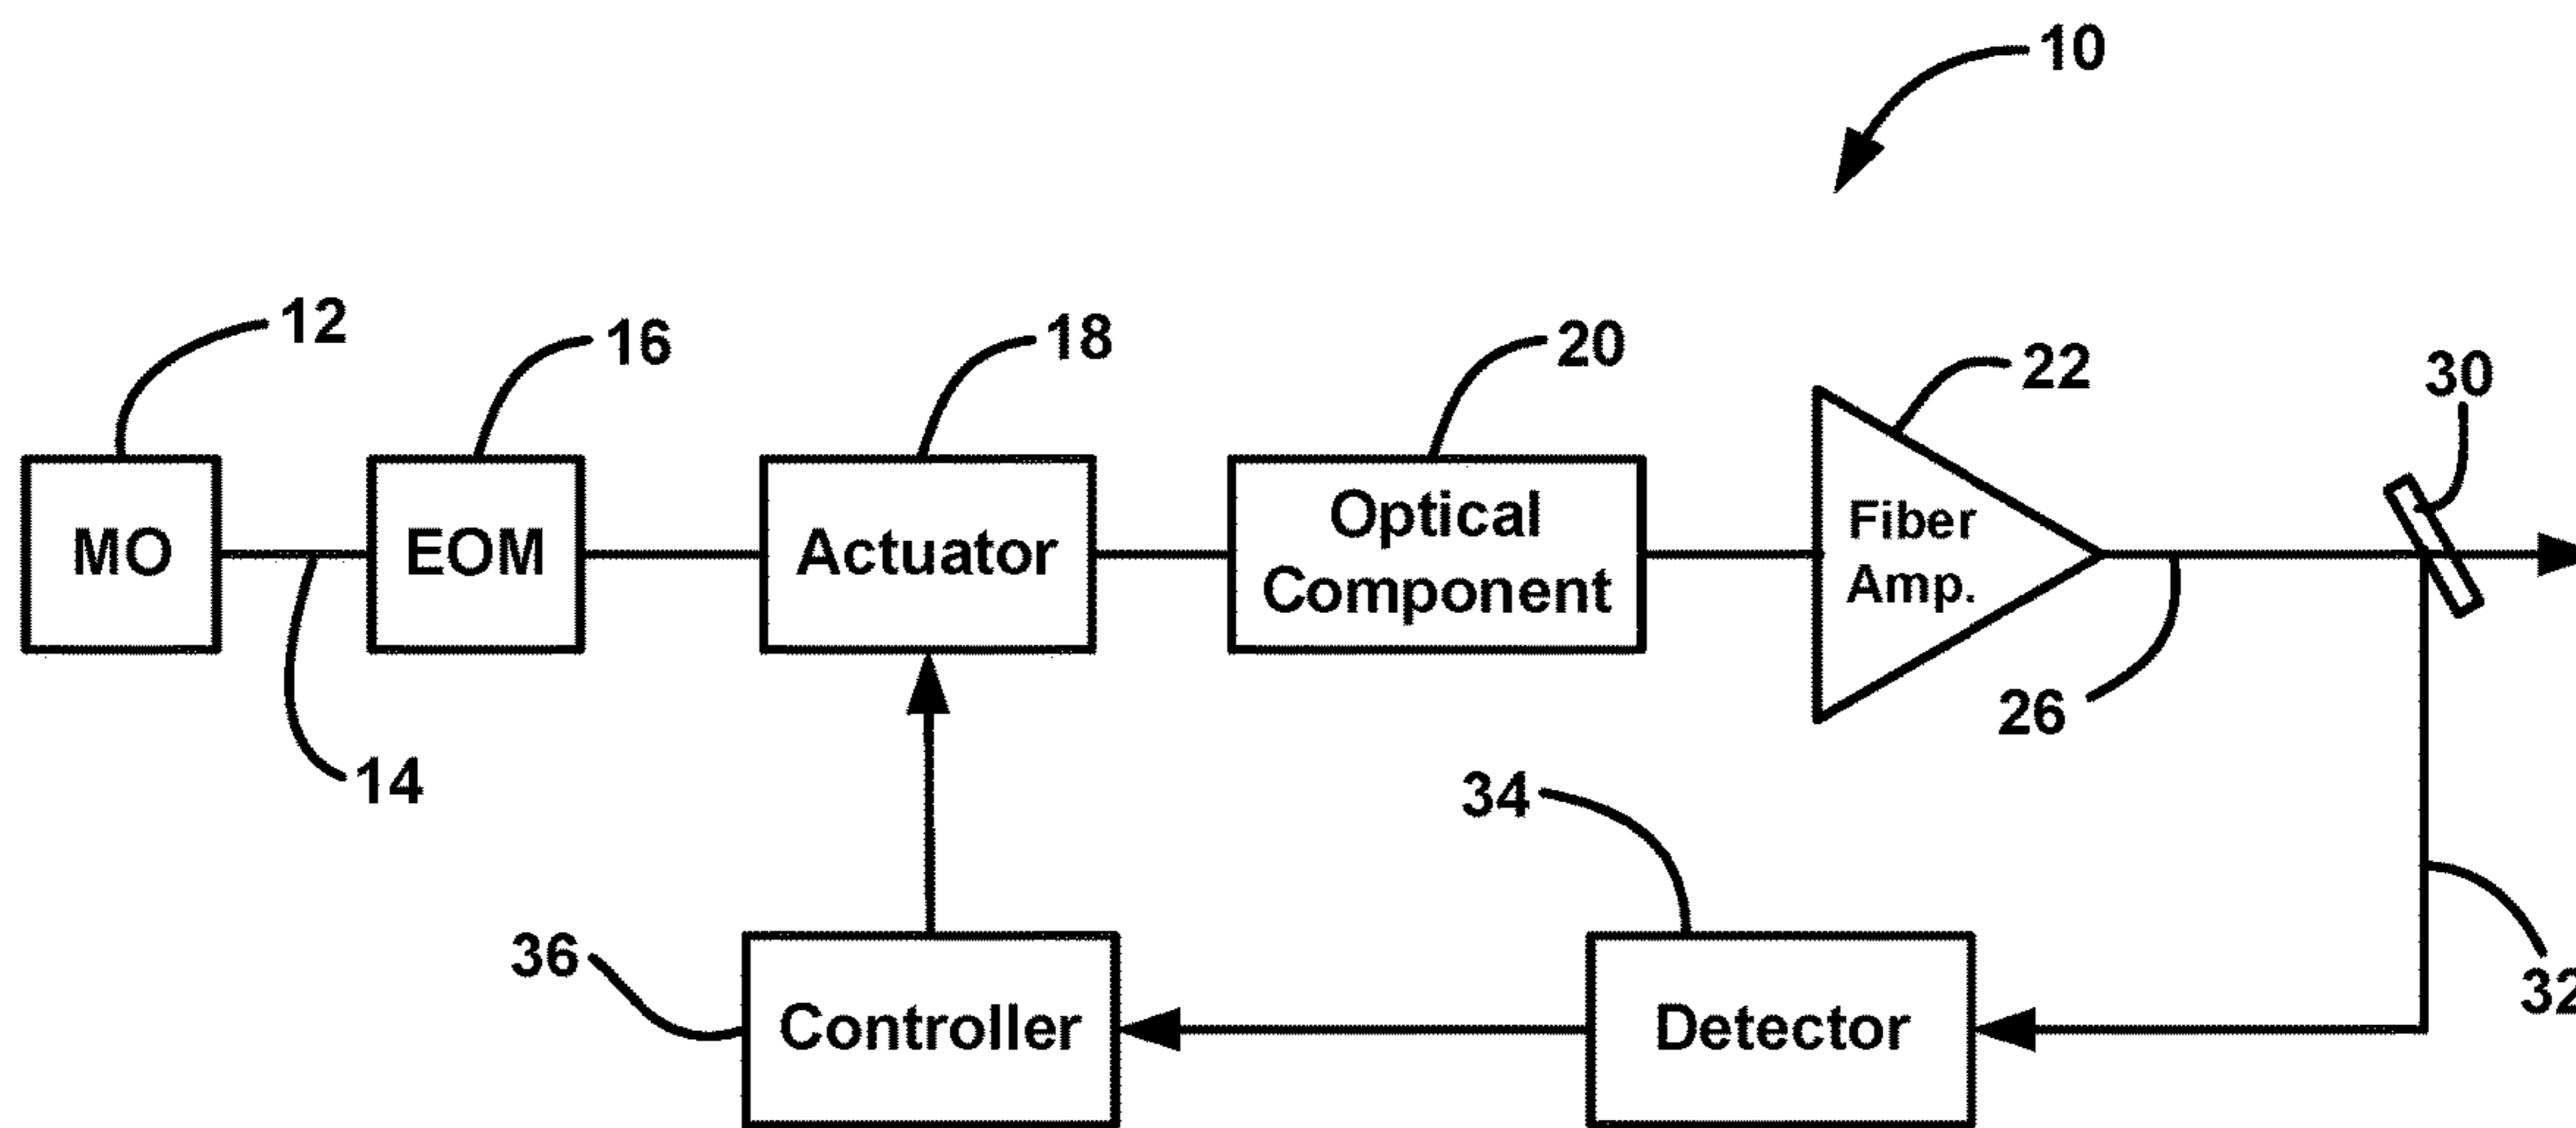 10
12
16
18
20
22
30
MO
EOM
Actuator
Optical
Component
Fiber
Amp.
14
26
34
32
36
Controller
Detector